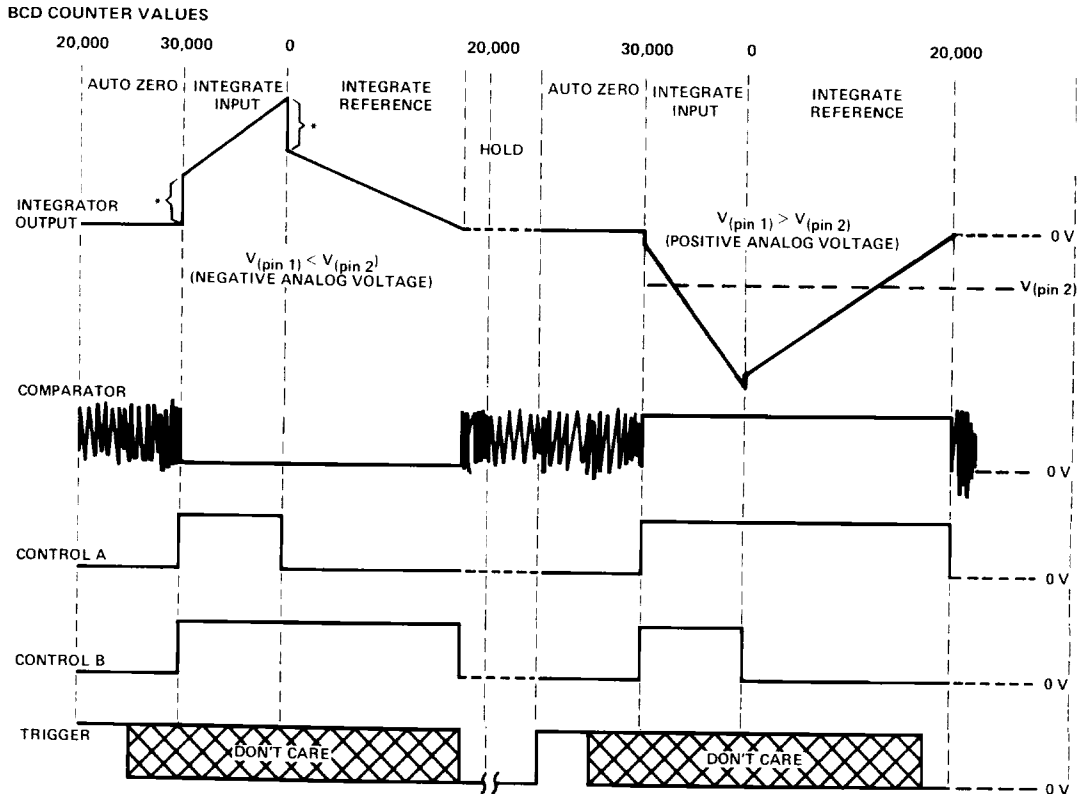 BCD COUNTER VALUES
20,000 30,000 0 20,000 30,000 0 20,000
AUTO ZERO INTEGRATE INPUT INTEGRATE REFERENCE AUTO ZERO INTEGRATE INPUT INTEGRATE REFERENCE
*
HOLD
*
INTEGRATOR OUTPUT
V(pin 1) > V(pin 2)
(POSITIVE ANALOG VOLTAGE)
0 V
V(pin 1) < V(pin 2)
(NEGATIVE ANALOG VOLTAGE)
V(pin 2)
COMPARATOR
0 V
CONTROL A
0 V
CONTROL B
0 V
TRIGGER
DON'T CARE DON'T CARE
0 V